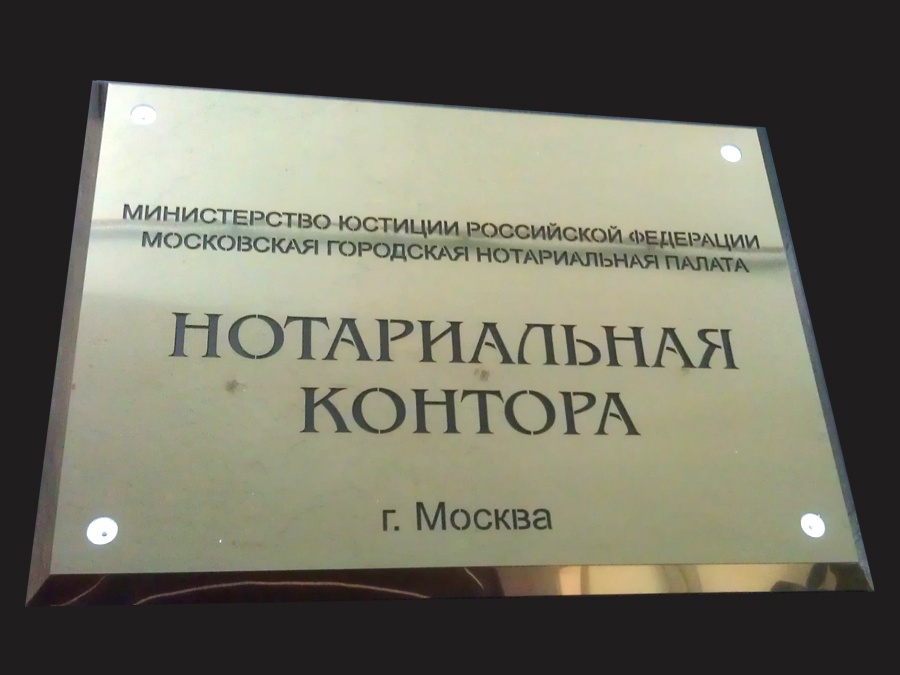 МИНИСТЕРСТВО ЮСТИЦИИ РОССИЙСКОЙ ФЕДЕРАЦИИ
МОСКОВСКАЯ ГОРОДСКАЯ НОТАРИАЛЬНАЯ ПАЛАТА
НОТАРИАЛЬНАЯ
КОНТОРА
г. Москва